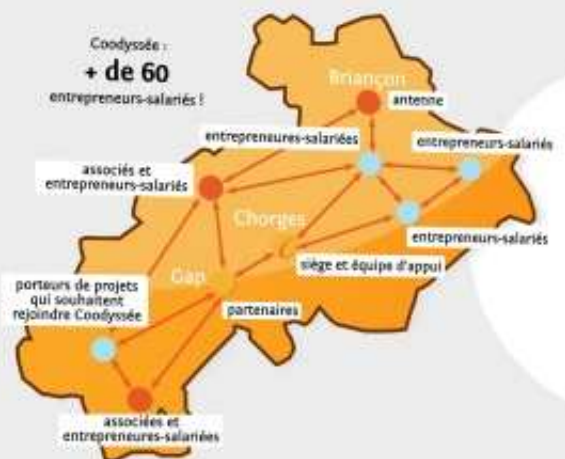 Coodyssée :
+ de 60
entrepreneurs-salariés !
Briançon
antenne
entrepreneures-salariées
entrepreneurs-salariés
associés et
entrepreneurs-salariés
Chorges
entrepreneurs-salariés
siège et équipe d'appui
Gap
porteurs de projets
qui souhaitent
rejoindre Coodyssée
partenaires
associées et
entrepreneures-salariées